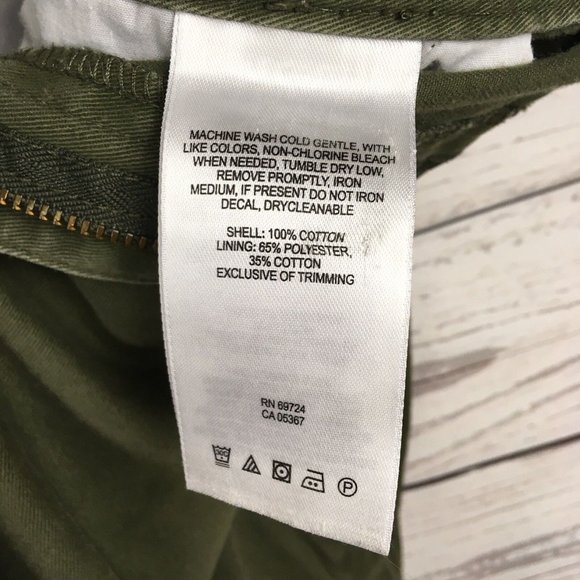 MACHINE WASH COLD GENTLE, WITH
LIKE COLORS, NON-CHLORINE BLEACH
WHEN NEEDED, TUMBLE DRY LOW,
REMOVE PROMPTLY, IRON
MEDIUM, IF PRESENT DO NOT IRON
DECAL, DRYCLEANABLE
SHELL: 100% COTTON
LINING: 65% POLYESTER,
35% COTTON
EXCLUSIVE OF TRIMMING
RN 69724
CA 05367
P